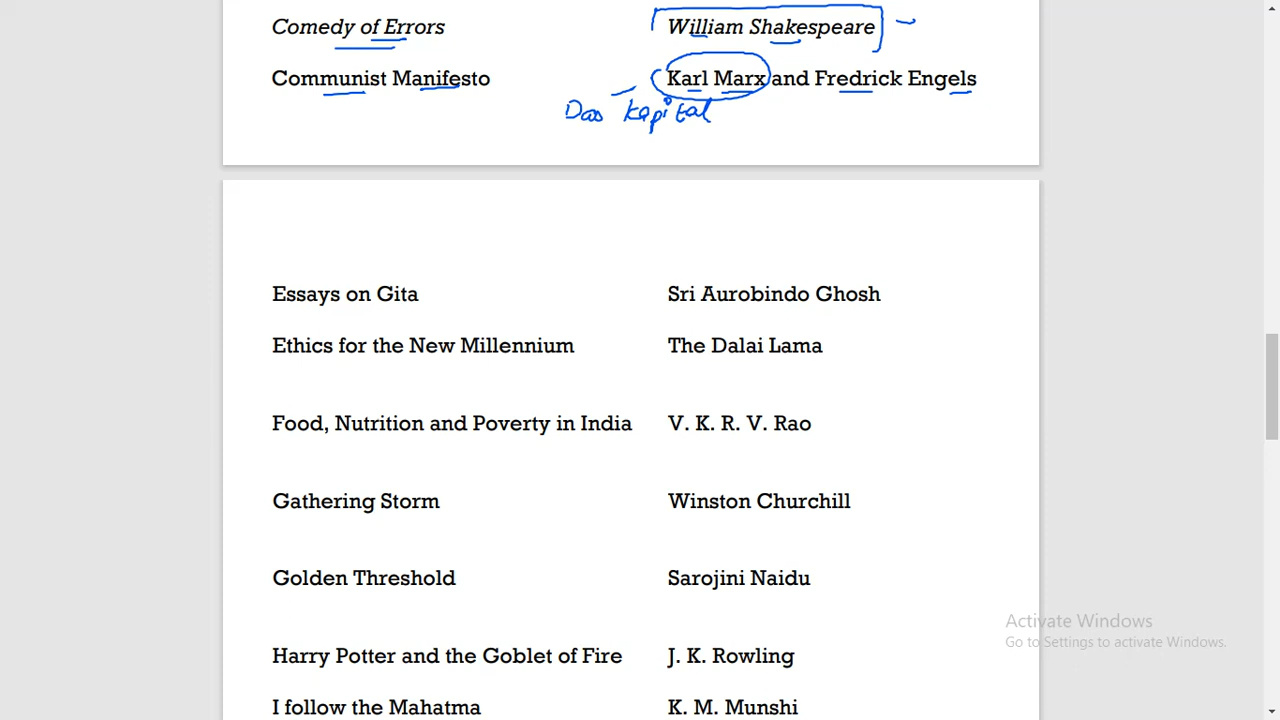 Comedy of Errors William Shakespeare
Communist Manifesto Karl Marx and Fredrick Engels
Das Kapital
Essays on Gita Sri Aurobindo Ghosh
Ethics for the New Millennium The Dalai Lama
Food, Nutrition and Poverty in India V. K. R. V. Rao
Gathering Storm Winston Churchill
Golden Threshold Sarojini Naidu
Activate Windows
Go to Settings to activate Windows.
Harry Potter and the Goblet of Fire J. K. Rowling
I follow the Mahatma K. M. Munshi